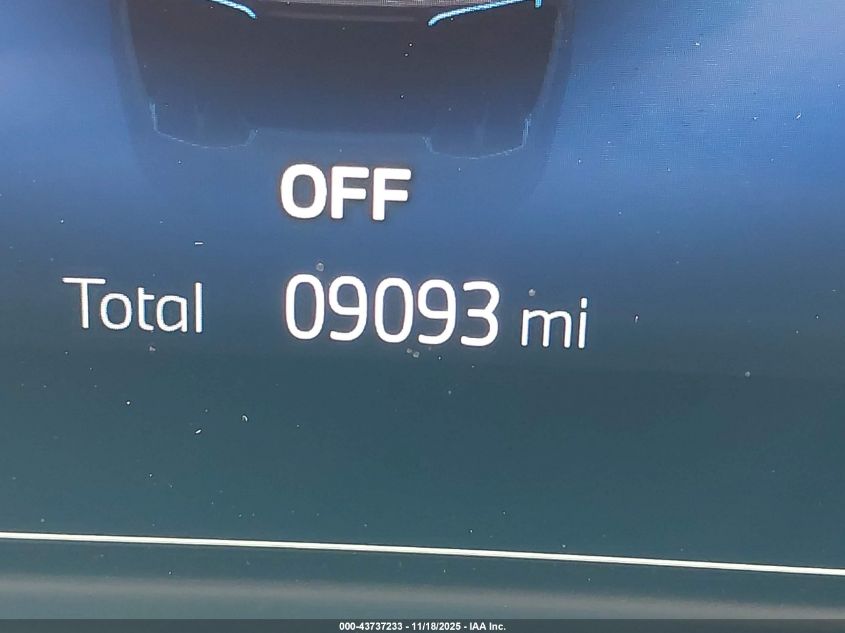 OFF
Total 09093 mi
000-43737233 - 11/18/2025 - IAA Inc.